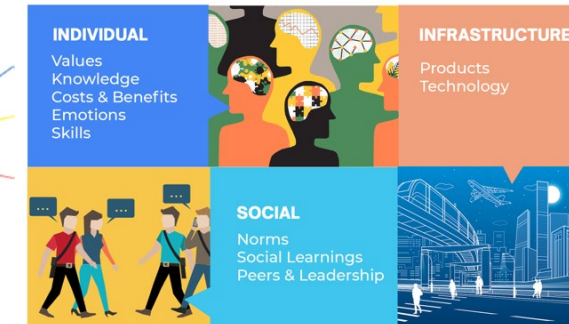 INDIVIDUAL
Values
Knowledge
Costs & Benefits
Emotions
Skills
INFRASTRUCTURE
Products
Technology
SOCIAL
Norms
Social Learnings
Peers & Leadership